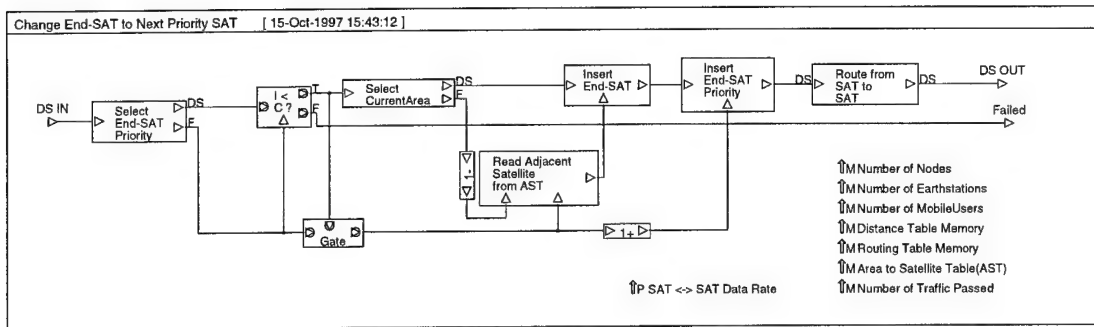 Change End-SAT to Next Priority SAT [ 15-Oct-1997 15:43:12 ]
DS IN
Select
End-SAT
Priority
DS
F
I <
C ?
T
F
Select
CurrentArea
DS
F
Insert
End-SAT
Insert
End-SAT
Priority
DS
Route from
SAT to
SAT
DS
DS OUT
Failed
1-
Read Adjacent
Satellite
from AST
Gate
1+
⇑M Number of Nodes
⇑M Number of Earthstations
⇑M Number of MobileUsers
⇑M Distance Table Memory
⇑M Routing Table Memory
⇑M Area to Satellite Table(AST)
⇑P SAT <-> SAT Data Rate
⇑M Number of Traffic Passed